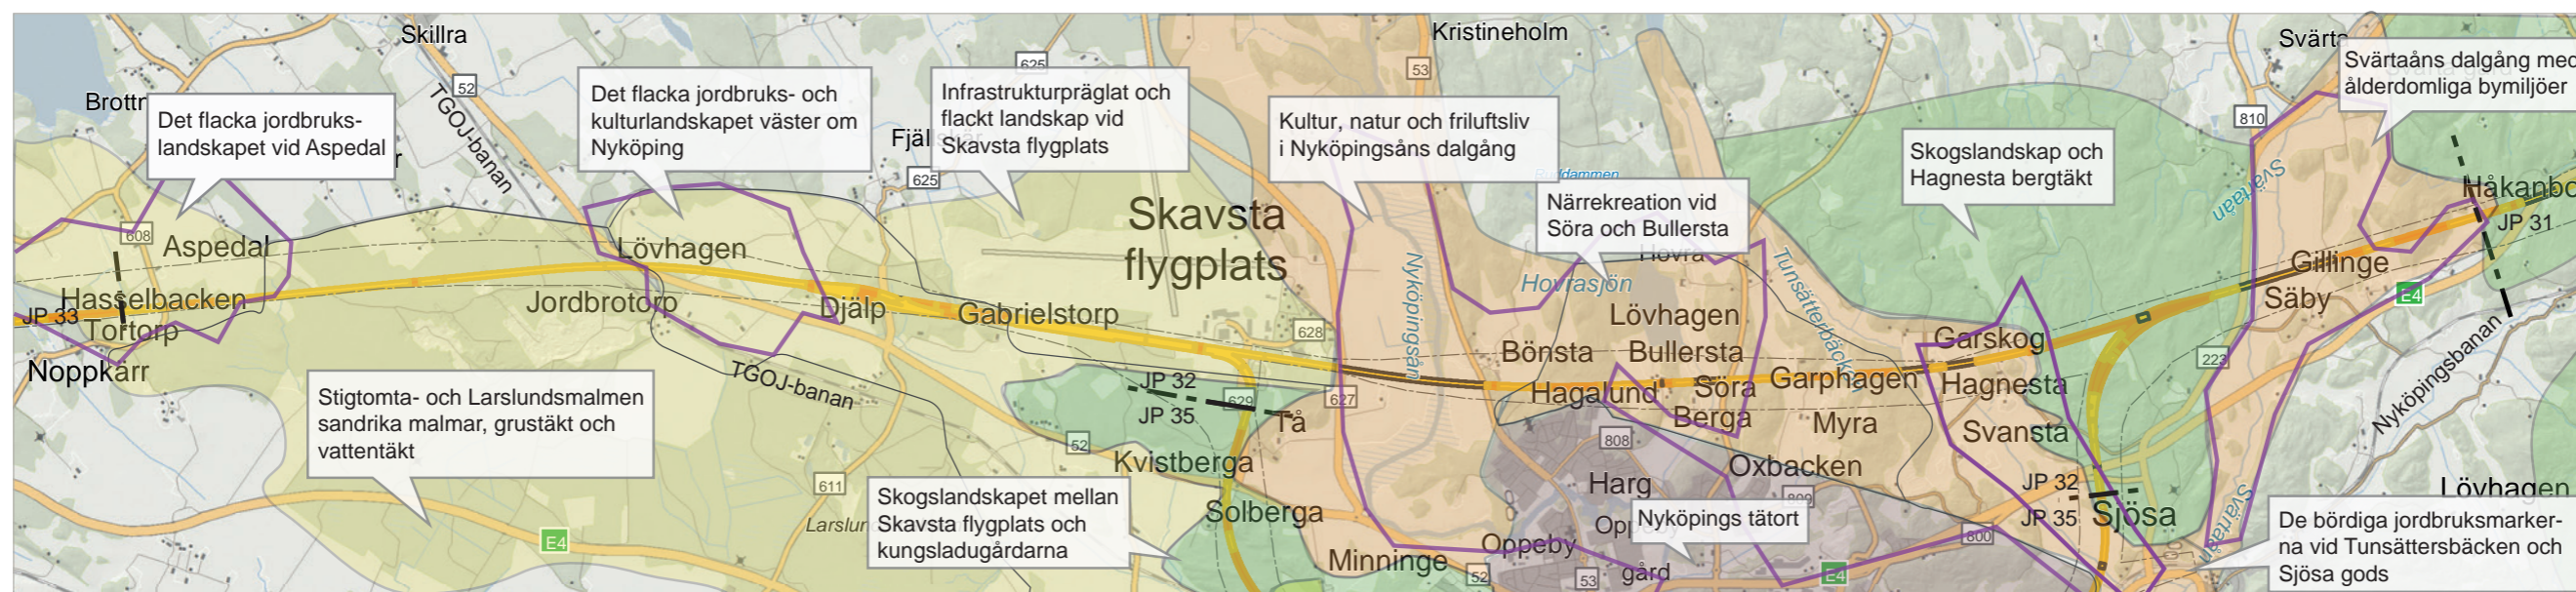 Skillra
Kristineholm
Svärta
52
625
53
TGOJ-banan
Det flacka jordbruks- och
kulturlandskapet väster om
Nyköping
Infrastrukturpräglat och
flackt landskap vid
Skavsta flygplats
Svärtaåns dalgång med
ålderdomliga bymiljöer
Det flacka jordbruks-
landskapet vid Aspedal
Kultur, natur och friluftsliv
i Nyköpingsåns dalgång
810
Skogslandskap och
Hagnesta bergtäkt
625
Närrekreation vid
Söra och Bullersta
Svärtaån
JP 31
608
Aspedal
Lövhagen
Skavsta
flygplats
Nyköpingsån
Hovra
Hovrasjön
Tunsätterbäcken
Gillinge
Säby
E4
Hasselbacken
JP 33
Tortorp
Noppkärr
Jordbrotorp
Djälp
Gabrielstorp
628
Lövhagen
Bönsta
Bullersta
Garskog
223
Nyköpingsbanan
TGOJ-banan
JP 32
JP 35
629
Tå
627
Hagalund
Söra
Berga
Garphagen
Hagnesta
Myra
Svansta
Stigtomta- och Larslundsmalmen
sandrika malmar, grustäkt och
vattentäkt
52
Kvistberga
808
Oxbacken
611
Skogslandskapet mellan
Skavsta flygplats och
kungsladugårdarna
Solberga
Harg
JP 32
JP 35
Sjösa
Lövhagen
Svärtaån
Nyköpings tätort
E4
Minninge
Oppeby
gård
800
52
53
E4
De bördiga jordbruksmarker-
na vid Tunsättersbäcken och
Sjösa gods